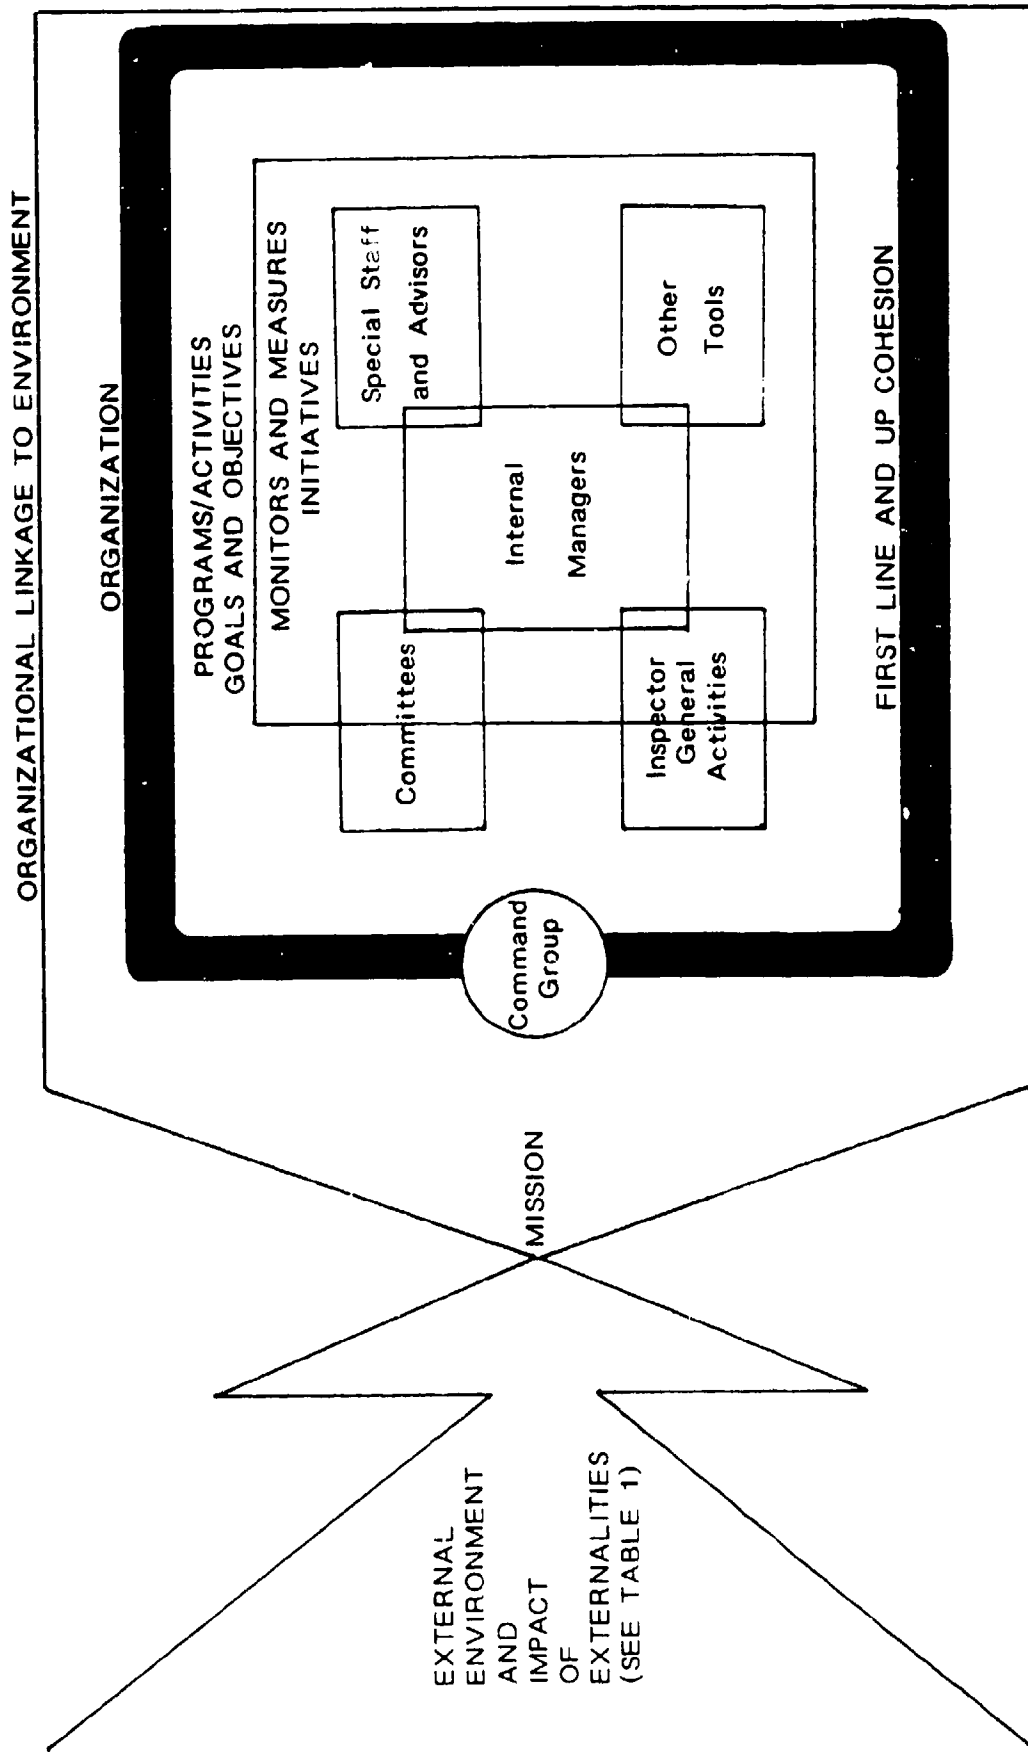 ORGANIZATIONAL LINKAGE TO ENVIRONMENT
ORGANIZATION
PROGRAMS/ACTIVITIES
GOALS AND OBJECTIVES
MONITORS AND MEASURES
INITIATIVES
Committees
Special Staff
and Advisors
Internal
Managers
Inspector
General
Activities
Other
Tools
FIRST LINE AND UP COHESION
Command
Group
MISSION
EXTERNAL
ENVIRONMENT
AND
IMPACT
OF
EXTERNALITIES
(SEE TABLE 1)